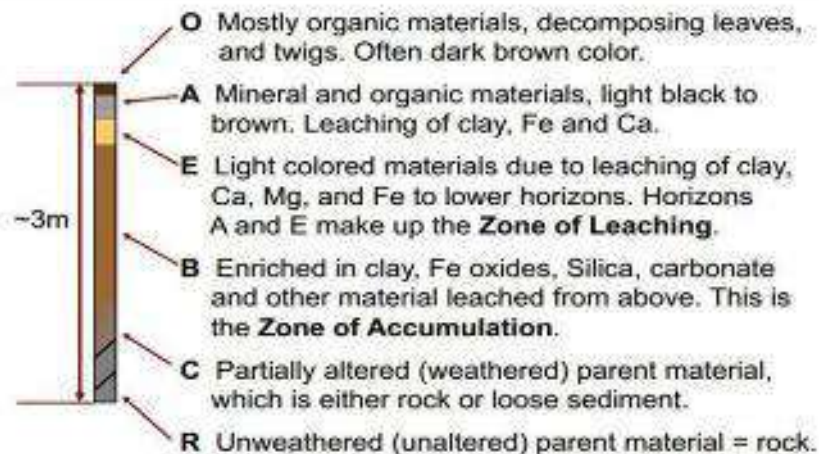 O Mostly organic materials, decomposing leaves,
and twigs. Often dark brown color.
A Mineral and organic materials, light black to
brown. Leaching of clay, Fe and Ca.
E Light colored materials due to leaching of clay,
Ca, Mg, and Fe to lower horizons. Horizons
A and E make up the Zone of Leaching.
~3m
B Enriched in clay, Fe oxides, Silica, carbonate
and other material leached from above. This is
the Zone of Accumulation.
C Partially altered (weathered) parent material,
which is either rock or loose sediment.
R Unweathered (unaltered) parent material = rock.